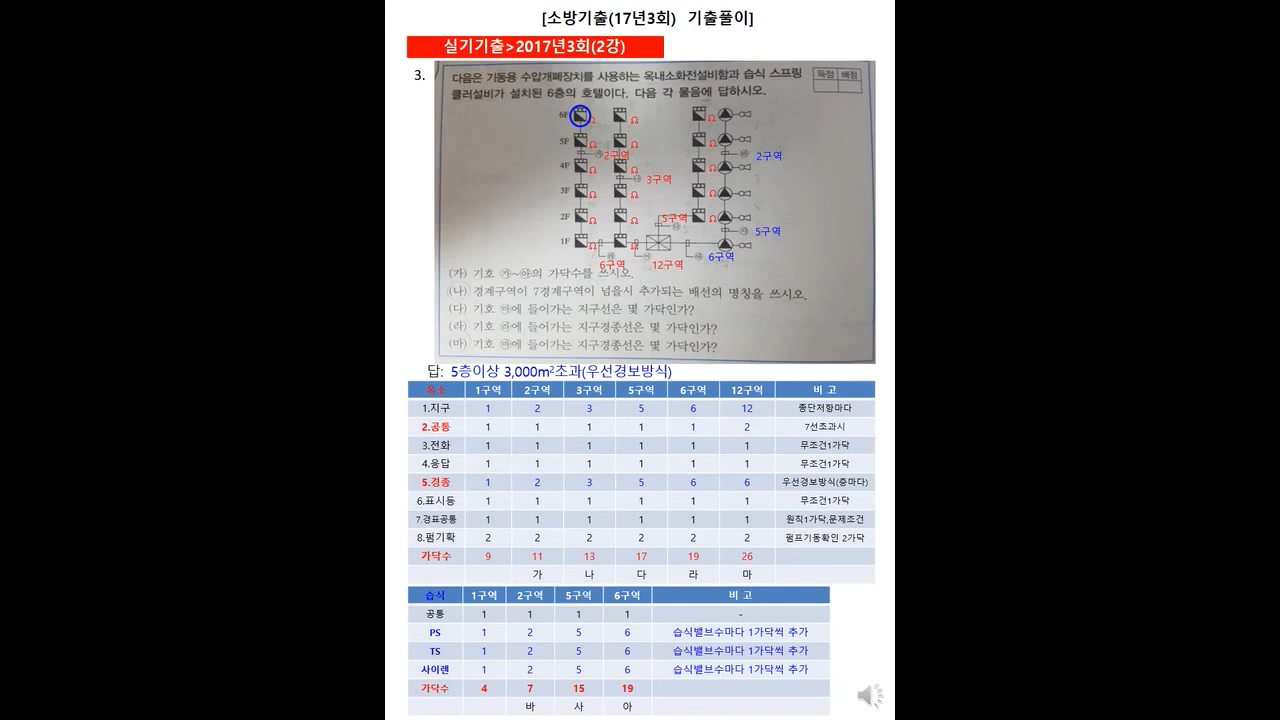 [소방기출(17년3회) 기출풀이]
실기기출>2017년3회(2강)
3.
다음은 기동용 수압개폐장치를 사용하는 옥내소화전설비함과 습식 스프링
클러설비가 설치된 6층의 호텔이다. 다음 각 물음에 답하시오.
득점 배점
6F Ω Ω Ω
5F Ω Ω Ω
2구역 2구역
4F Ω Ω Ω
3구역
3F Ω Ω Ω
2F Ω Ω 5구역 Ω
5구역
1F Ω Ω
6구역 12구역 6구역
(가) 기호 ㉮~㉵의 가닥수를 쓰시오.
(나) 경계구역이 7경계구역이 넘을시 추가되는 배선의 명칭을 쓰시오.
(다) 기호 ㉲에 들어가는 지구선은 몇 가닥인가?
(라) 기호 ㉱에 들어가는 지구경종선은 몇 가닥인가?
(마) 기호 ㉲에 들어가는 지구경종선은 몇 가닥인가?
답: 5층이상 3,000m²초과(우선경보방식)
옥소 1구역 2구역 3구역 5구역 6구역 12구역 비 고
1.지구 1 2 3 5 6 12 종단저항마다
2.공통 1 1 1 1 1 2 7선초과시
3.전화 1 1 1 1 1 1 무조건1가닥
4.응답 1 1 1 1 1 1 무조건1가닥
5.경종 1 2 3 5 6 6 우선경보방식(층마다)
6.표시등 1 1 1 1 1 1 무조건1가닥
7.경표공통 1 1 1 1 1 1 원칙1가닥,문제조건
8.펌기확 2 2 2 2 2 2 펌프기동확인 2가닥
가닥수 9 11 13 17 19 26
가 나 다 라 마
습식 1구역 2구역 5구역 6구역 비 고
공통 1 1 1 1 -
PS 1 2 5 6 습식밸브수마다 1가닥씩 추가
TS 1 2 5 6 습식밸브수마다 1가닥씩 추가
사이렌 1 2 5 6 습식밸브수마다 1가닥씩 추가
가닥수 4 7 15 19
바 사 아